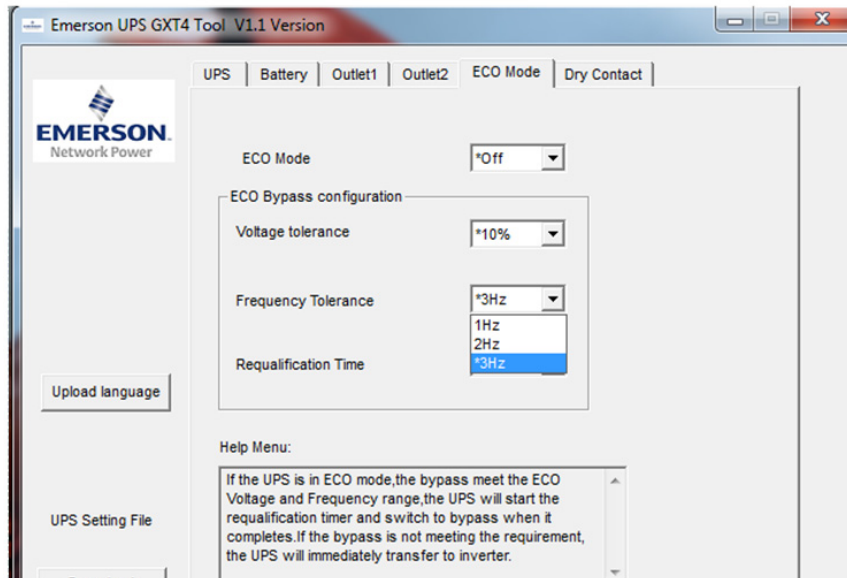 Emerson UPS GXT4 Tool V1.1 Version
UPS
Battery
Outlet1
Outlet2
ECO Mode
Dry Contact
EMERSON.
Network Power
ECO Mode
*Off
ECO Bypass configuration
Voltage tolerance
*10%
Frequency Tolerance
*3Hz
1Hz
2Hz
*3Hz
Requalification Time
Upload language
Help Menu:
If the UPS is in ECO mode,the bypass meet the ECO
Voltage and Frequency range,the UPS will start the
requalification timer and switch to bypass when it
completes.If the bypass is not meeting the requirement,
the UPS will immediately transfer to inverter.
UPS Setting File